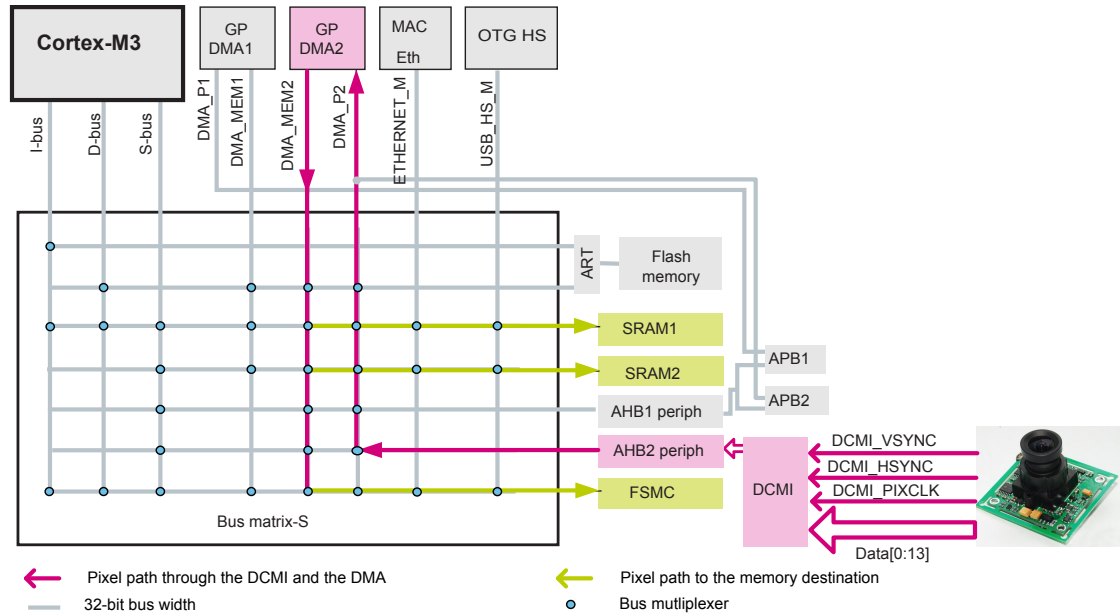 Cortex-M3
GP
DMA1
GP
DMA2
MAC
Eth
OTG HS
I-bus
D-bus
S-bus
DMA_P1
DMA_MEM1
DMA_MEM2
DMA_P2
ETHERNET_M
USB_HS_M
ART
Flash
memory
SRAM1
SRAM2
AHB1 periph
AHB2 periph
FSMC
APB1
APB2
DCMI
DCMI_VSYNC
DCMI_HSYNC
DCMI_PIXCLK
Data[0:13]
Bus matrix-S
Pixel path through the DCMI and the DMA
Pixel path to the memory destination
32-bit bus width
Bus mutliplexer